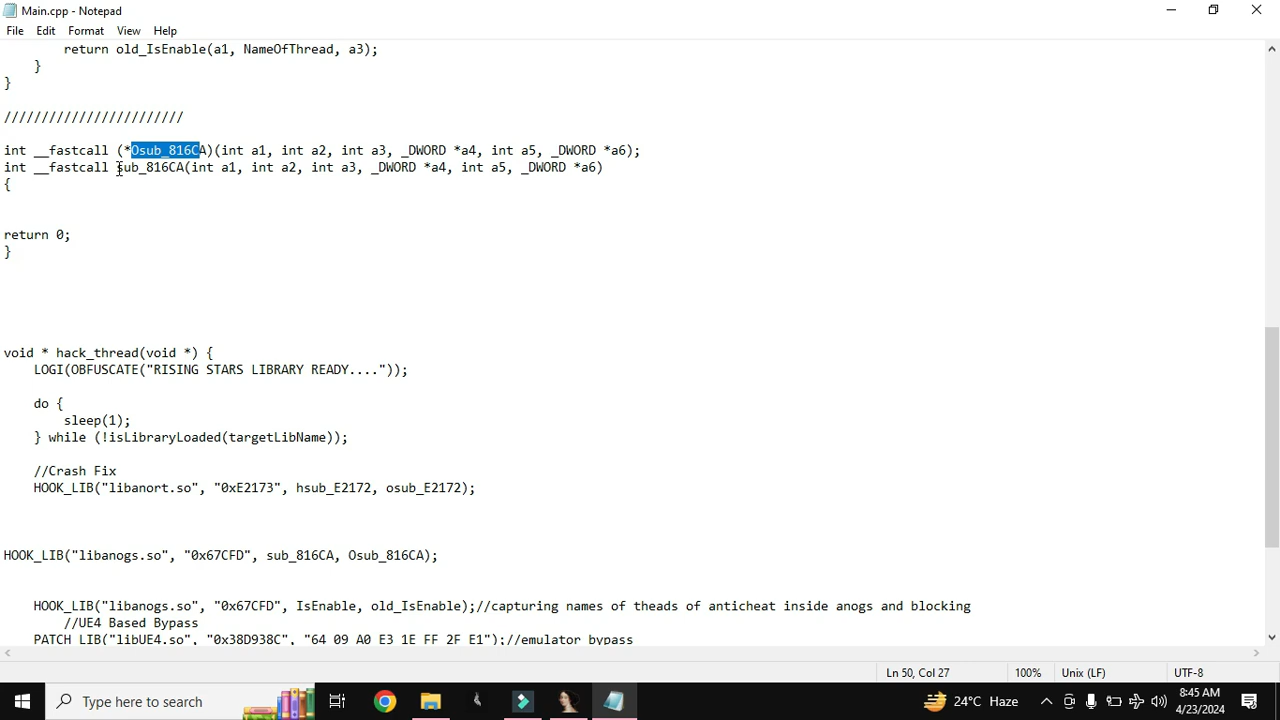 Main.cpp - Notepad
File Edit Format View Help
return old_IsEnable(a1, NameOfThread, a3);
}
}
////////////////////////
int __fastcall (*Osub_816CA)(int a1, int a2, int a3, _DWORD *a4, int a5, _DWORD *a6);
int __fastcall sub_816CA(int a1, int a2, int a3, _DWORD *a4, int a5, _DWORD *a6)
{
return 0;
}
void * hack_thread(void *) {
LOGI(OBFUSCATE("RISING STARS LIBRARY READY...."));
do {
sleep(1);
} while (!isLibraryLoaded(targetLibName));
//Crash Fix
HOOK_LIB("libanort.so", "0xE2173", hsub_E2172, osub_E2172);
HOOK_LIB("libanogs.so", "0x67CFD", sub_816CA, Osub_816CA);
HOOK_LIB("libanogs.so", "0x67CFD", IsEnable, old_IsEnable);//capturing names of theads of anticheat inside anogs and blocking
//UE4 Based Bypass
PATCH_LIB("libUE4.so", "0x38D938C", "64 09 A0 E3 1E FF 2F E1");//emulator bypass
Ln 50, Col 27 100% Unix (LF) UTF-8
Type here to search 24°C Haze 8:45 AM
4/23/2024